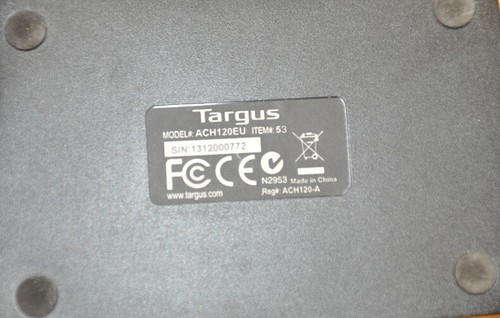 Targus
MODEL#: ACH120EU ITEM#: 53
S/N:1312000772
FC CE N2953 Made in China
www.targus.com Reg#: ACH120-A